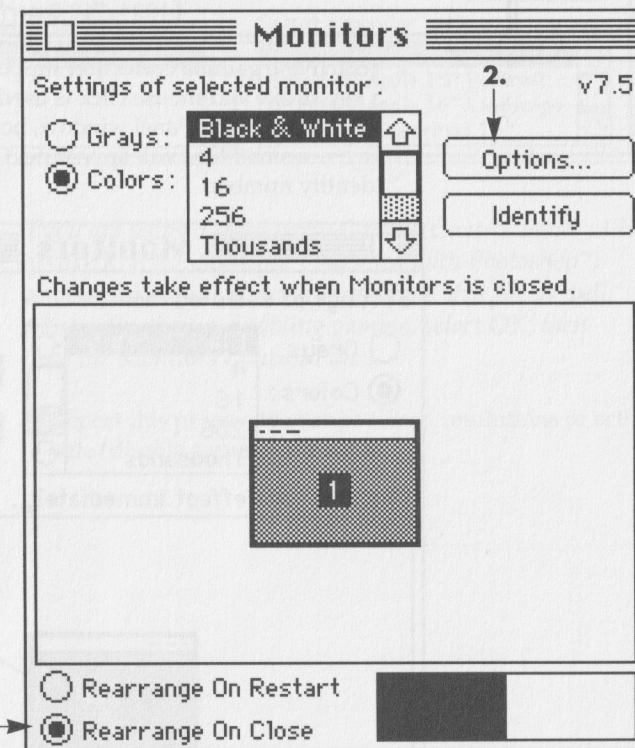 Monitors
Settings of selected monitor:
2.
v7.5
Grays:
Colors:
Black & White
4
16
256
Thousands
Options...
Identify
Changes take effect when Monitors is closed.
1
Rearrange On Restart
Rearrange On Close